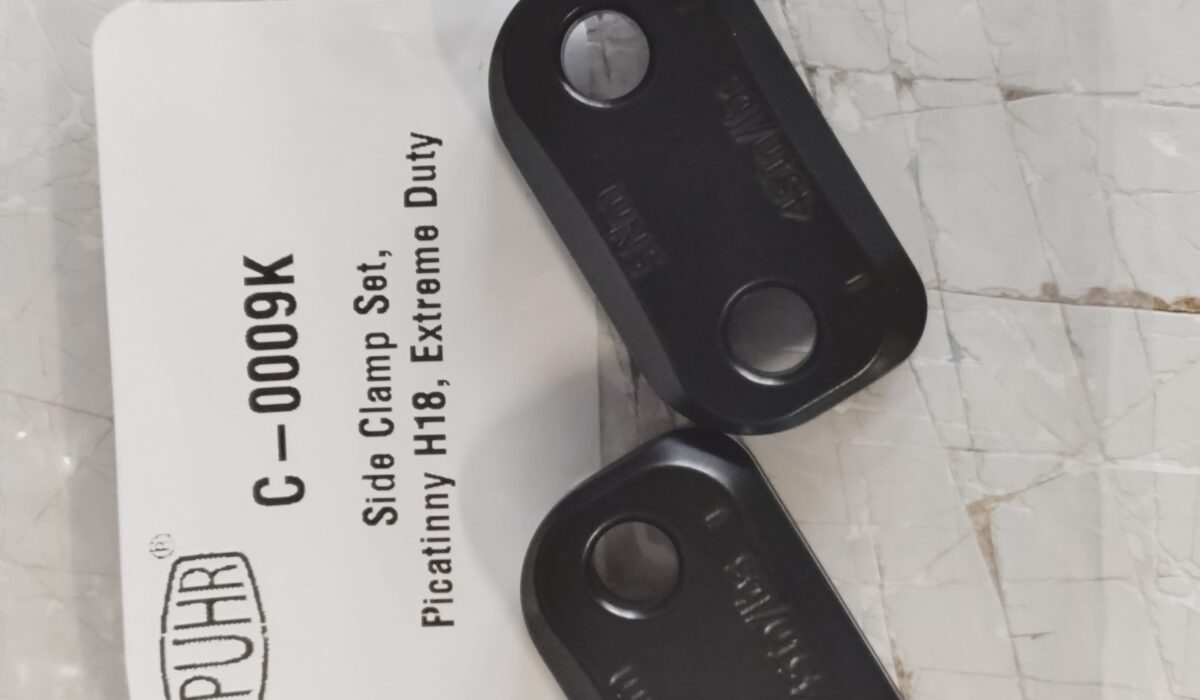 PUHR®
C–0009K
Side Clamp Set,
Picatinny H18, Extreme Duty